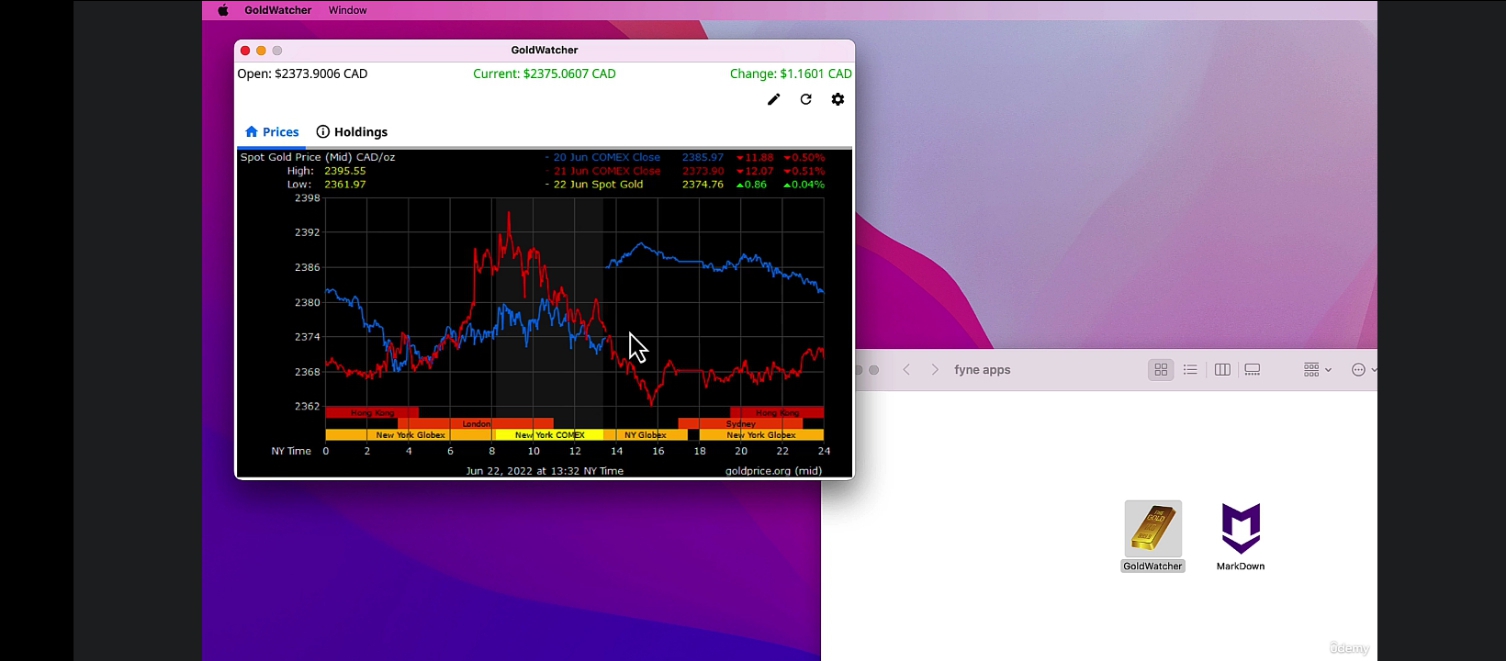 GoldWatcher Window
GoldWatcher
Open: $2373.9006 CAD Current: $2375.0607 CAD Change: $1.1601 CAD
Prices Holdings
Spot Gold Price (Mid) CAD/oz - 20 Jun COMEX Close 2385.97 ▼11.88 ▼0.50%
High: 2395.55 - 21 Jun COMEX Close 2373.90 ▼12.07 ▼0.51%
Low: 2361.97 - 22 Jun Spot Gold 2374.76 ▲0.86 ▲0.04%
2398
2392
2386
2380
2374
2368
2362
Hong Kong Hong Kong
London Sydney
New York Globex New York COMEX NY Globex New York Globex
NY Time 0 2 4 6 8 10 12 14 16 18 20 22 24
Jun 22, 2022 at 13:32 NY Time goldprice.org (mid)
fyne apps
GoldWatcher MarkDown
ûdemy